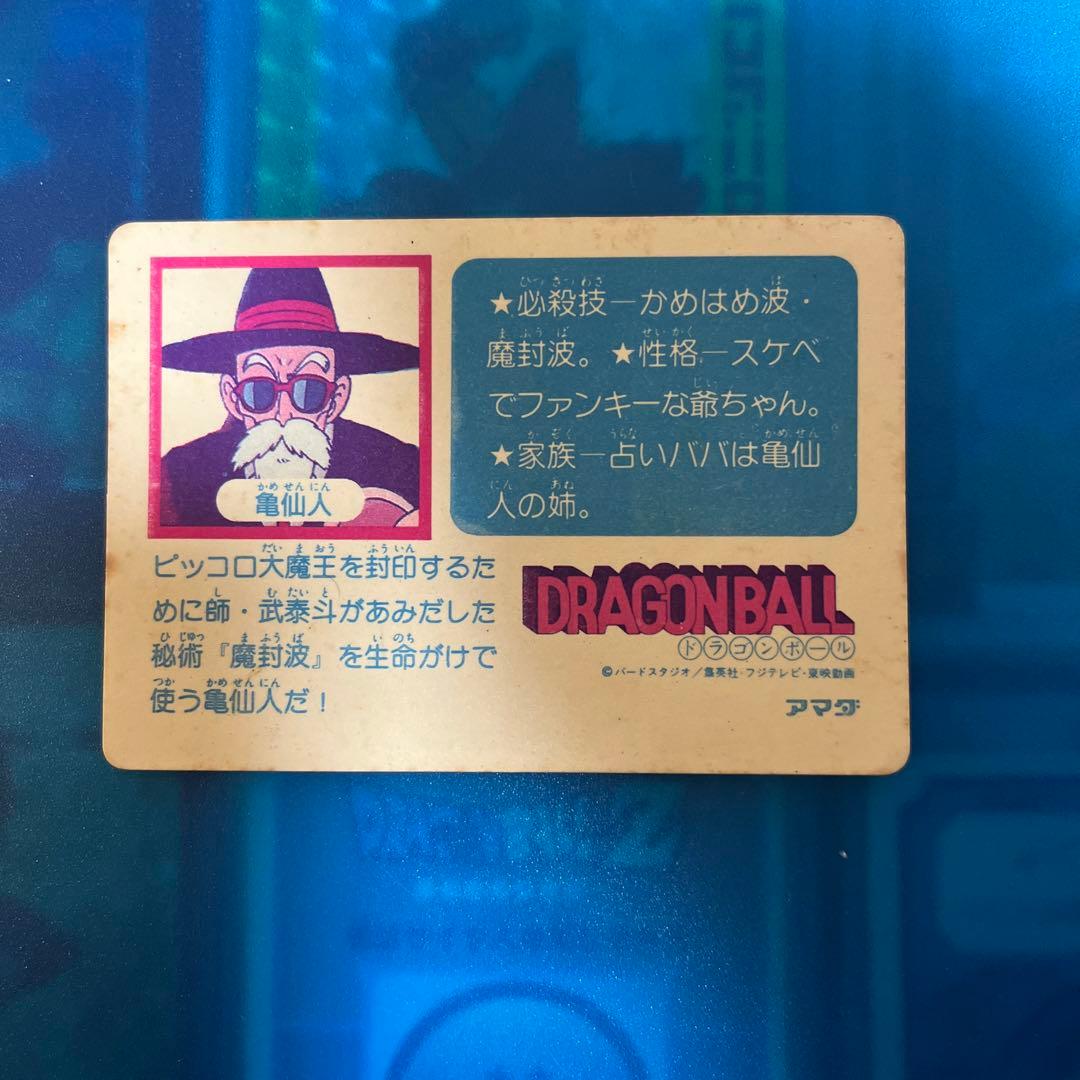 亀仙人
★必殺技―かめはめ波・
魔封波。★性格―スケベ
でファンキーな爺ちゃん。
★家族―占いババは亀仙
人の姉。
ピッコロ大魔王を封印するた
めに師・武泰斗があみだした
秘術『魔封波』を生命がけで
使う亀仙人だ！
DRAGONBALL
ドラゴンボール
©バードスタジオ／集英社・フジテレビ・東映動画
アマダ